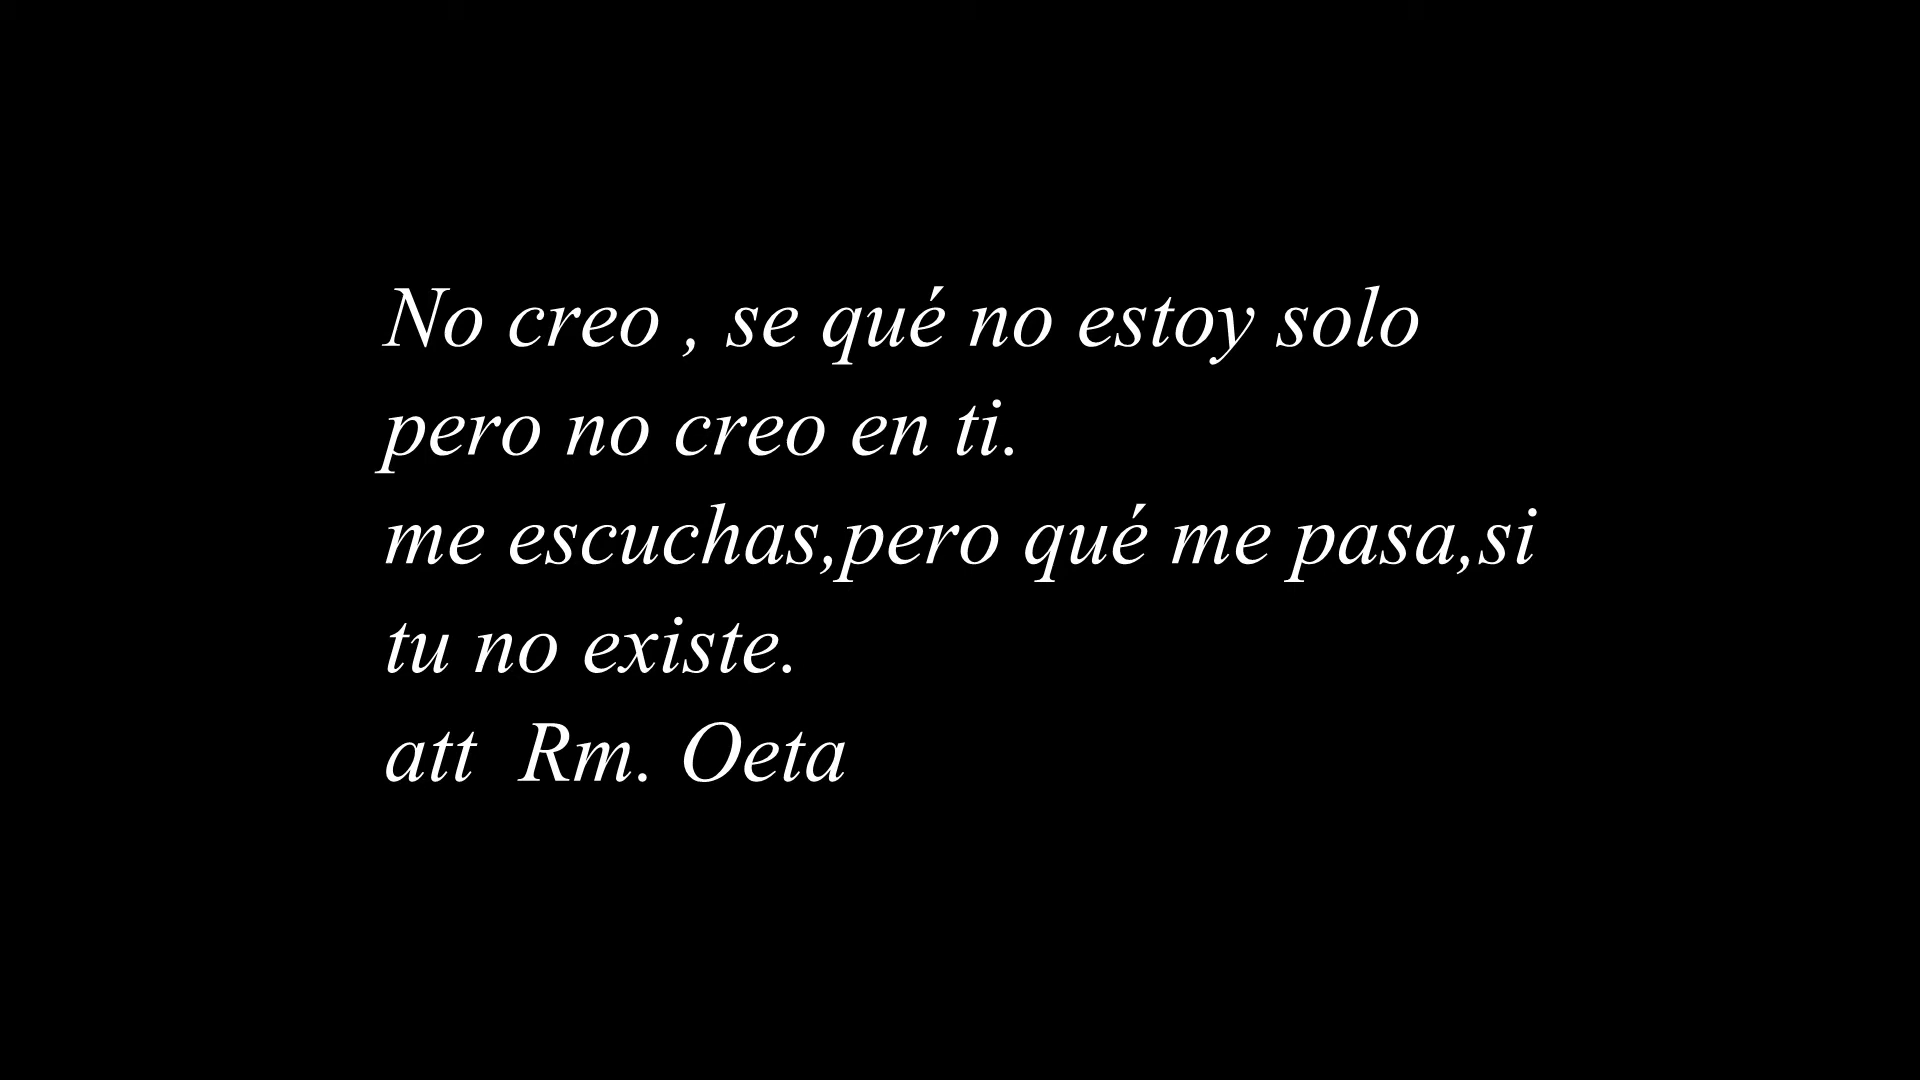 No creo , se qué no estoy solo
pero no creo en ti.
me escuchas,pero qué me pasa,si
tu no existe.
att  Rm. Oeta